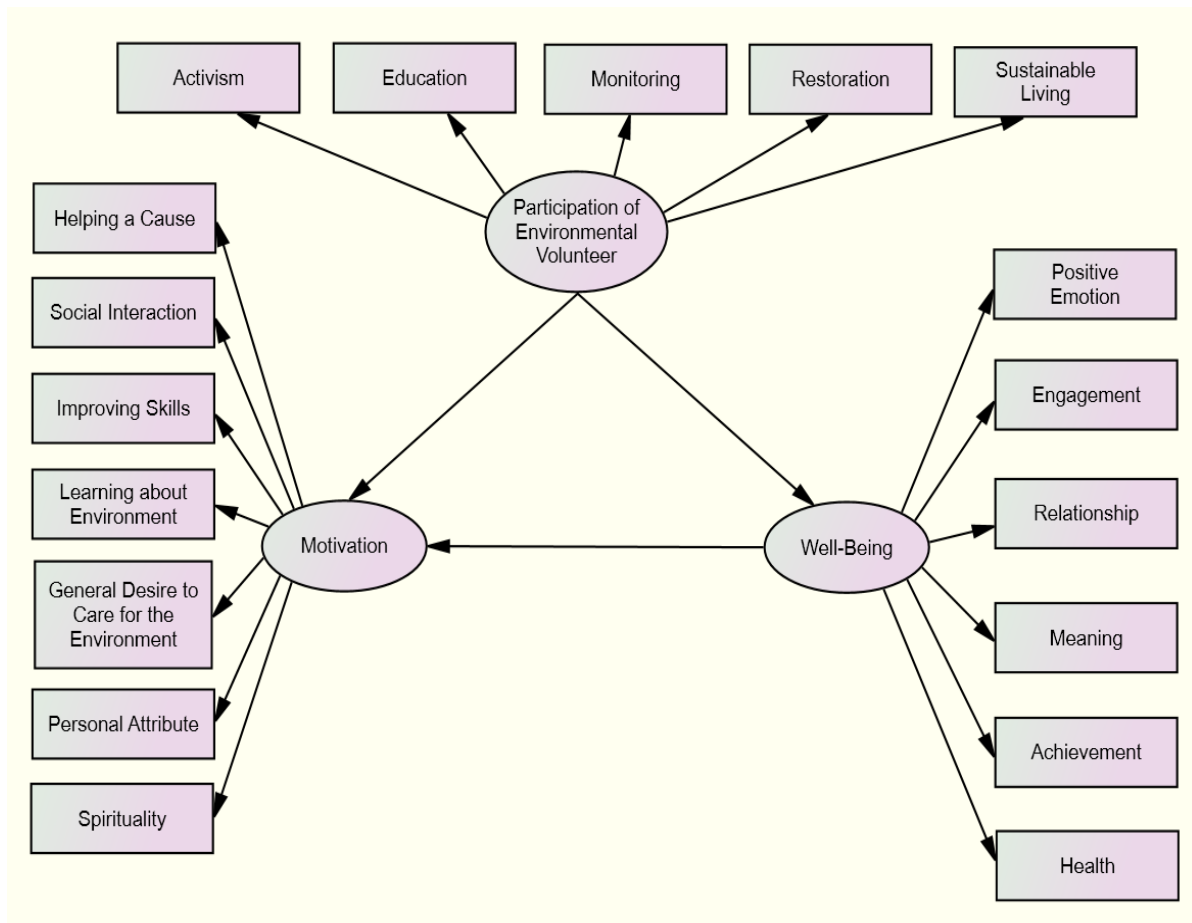 Activism
Education
Monitoring
Restoration
Sustainable
Living
Participation of
Environmental
Volunteer
Helping a Cause
Social Interaction
Improving Skills
Learning about
Environment
General Desire to
Care for the
Environment
Personal Attribute
Spirituality
Motivation
Well-Being
Positive
Emotion
Engagement
Relationship
Meaning
Achievement
Health